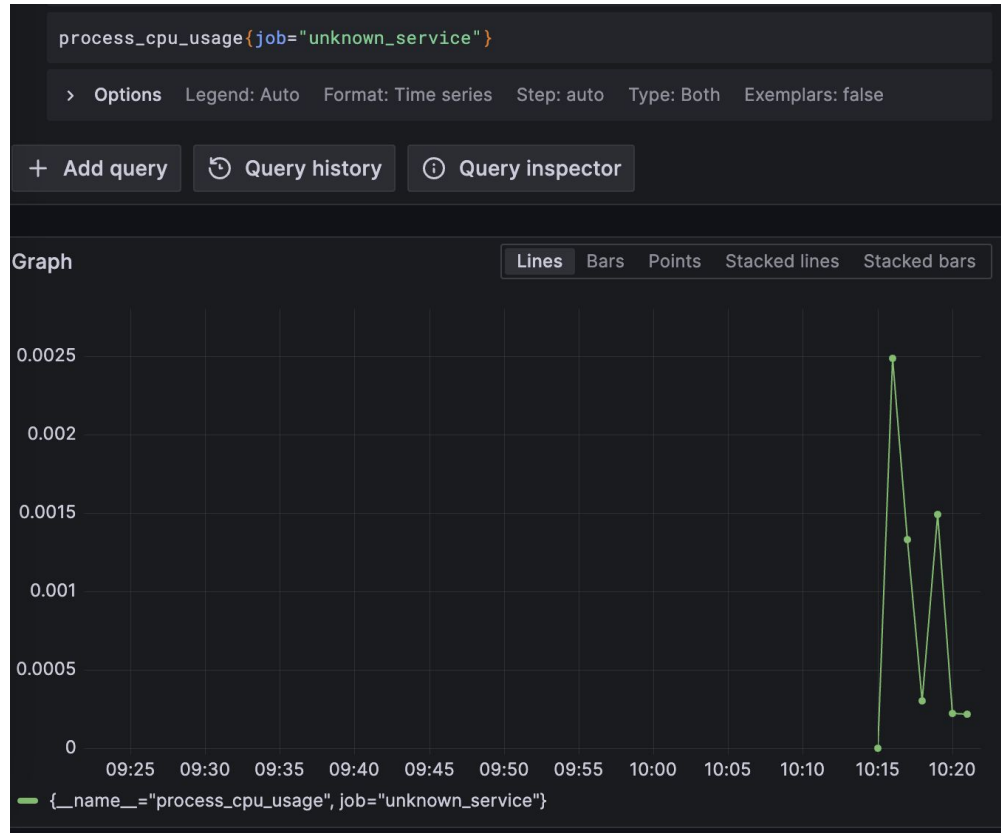 process_cpu_usage{job="unknown_service"}
> Options Legend: Auto Format: Time series Step: auto Type: Both Exemplars: false
+ Add query Query history Query inspector
Graph Lines Bars Points Stacked lines Stacked bars
0.0025
0.002
0.0015
0.001
0.0005
0
09:25 09:30 09:35 09:40 09:45 09:50 09:55 10:00 10:05 10:10 10:15 10:20
{__name__="process_cpu_usage", job="unknown_service"}